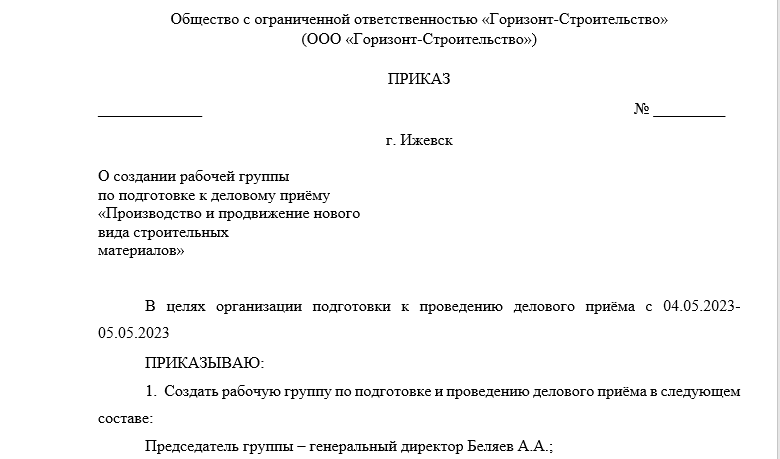 Общество с ограниченной ответственностью «Горизонт-Строительство»
(ООО «Горизонт-Строительство»)
ПРИКАЗ
_____________ № _________
г. Ижевск
О создании рабочей группы
по подготовке к деловому приёму
«Производство и продвижение нового
вида строительных
материалов»
В целях организации подготовки к проведению делового приёма с 04.05.2023-
05.05.2023
ПРИКАЗЫВАЮ:
1. Создать рабочую группу по подготовке и проведению делового приёма в следующем
составе:
Председатель группы – генеральный директор Беляев А.А.;